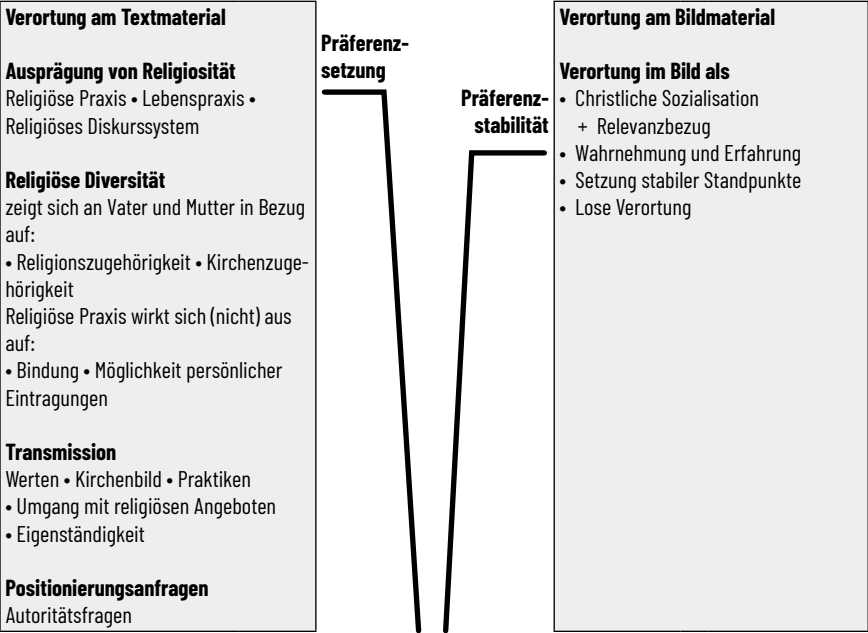 Verortung am Textmaterial
Ausprägung von Religiosität
Religiöse Praxis • Lebenspraxis •
Religiöses Diskurssystem
Religiöse Diversität
zeigt sich an Vater und Mutter in Bezug
auf:
• Religionszugehörigkeit • Kirchenzuge-
hörigkeit
Religiöse Praxis wirkt sich (nicht) aus
auf:
• Bindung • Möglichkeit persönlicher
Eintragungen
Transmission
Werten • Kirchenbild • Praktiken
• Umgang mit religiösen Angeboten
• Eigenständigkeit
Positionierungsanfragen
Autoritätsfragen
Präferenz-
setzung
Präferenz-
stabilität
Verortung am Bildmaterial
Verortung im Bild als
• Christliche Sozialisation
+ Relevanzbezug
• Wahrnehmung und Erfahrung
• Setzung stabiler Standpunkte
• Lose Verortung